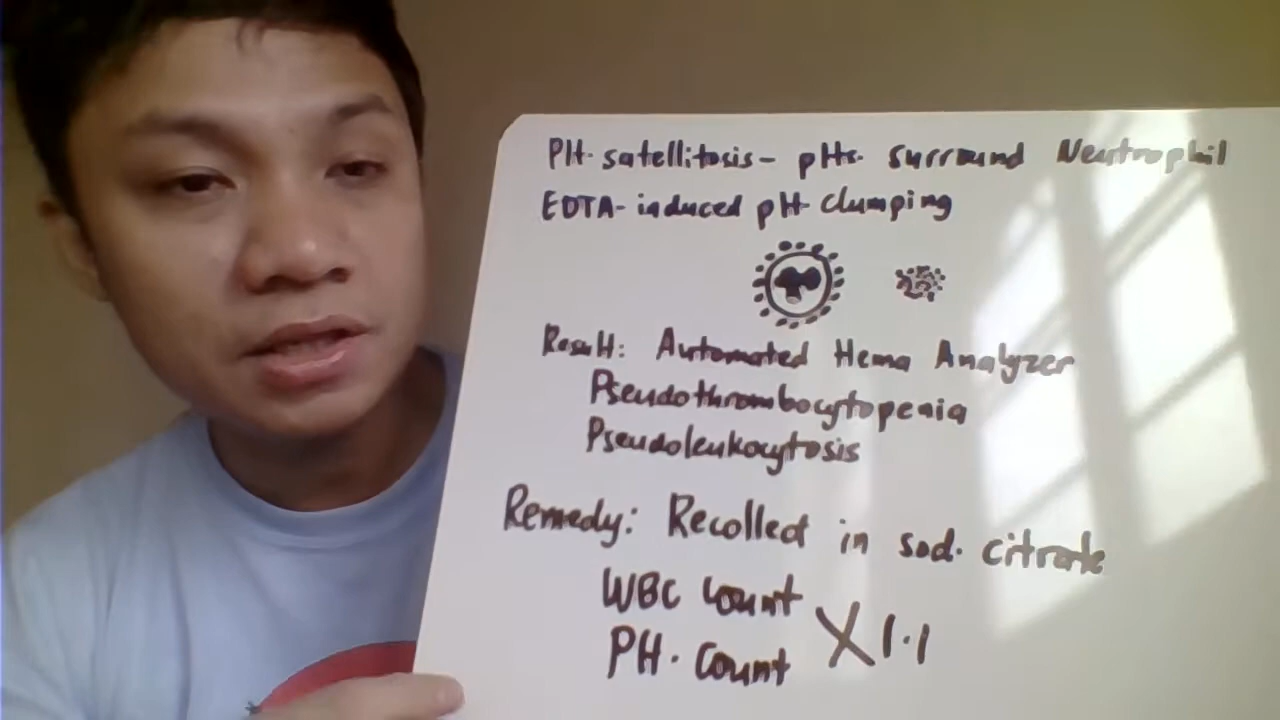 Plt. satellitosis - plts. surround Neutrophil
EDTA-induced plt clumping
Result: Automated Hema Analyzer
Pseudothrombocytopenia
Pseudoleukocytosis
Remedy: Recollect in sod. citrate
WBC count
Plt. count X 1.1